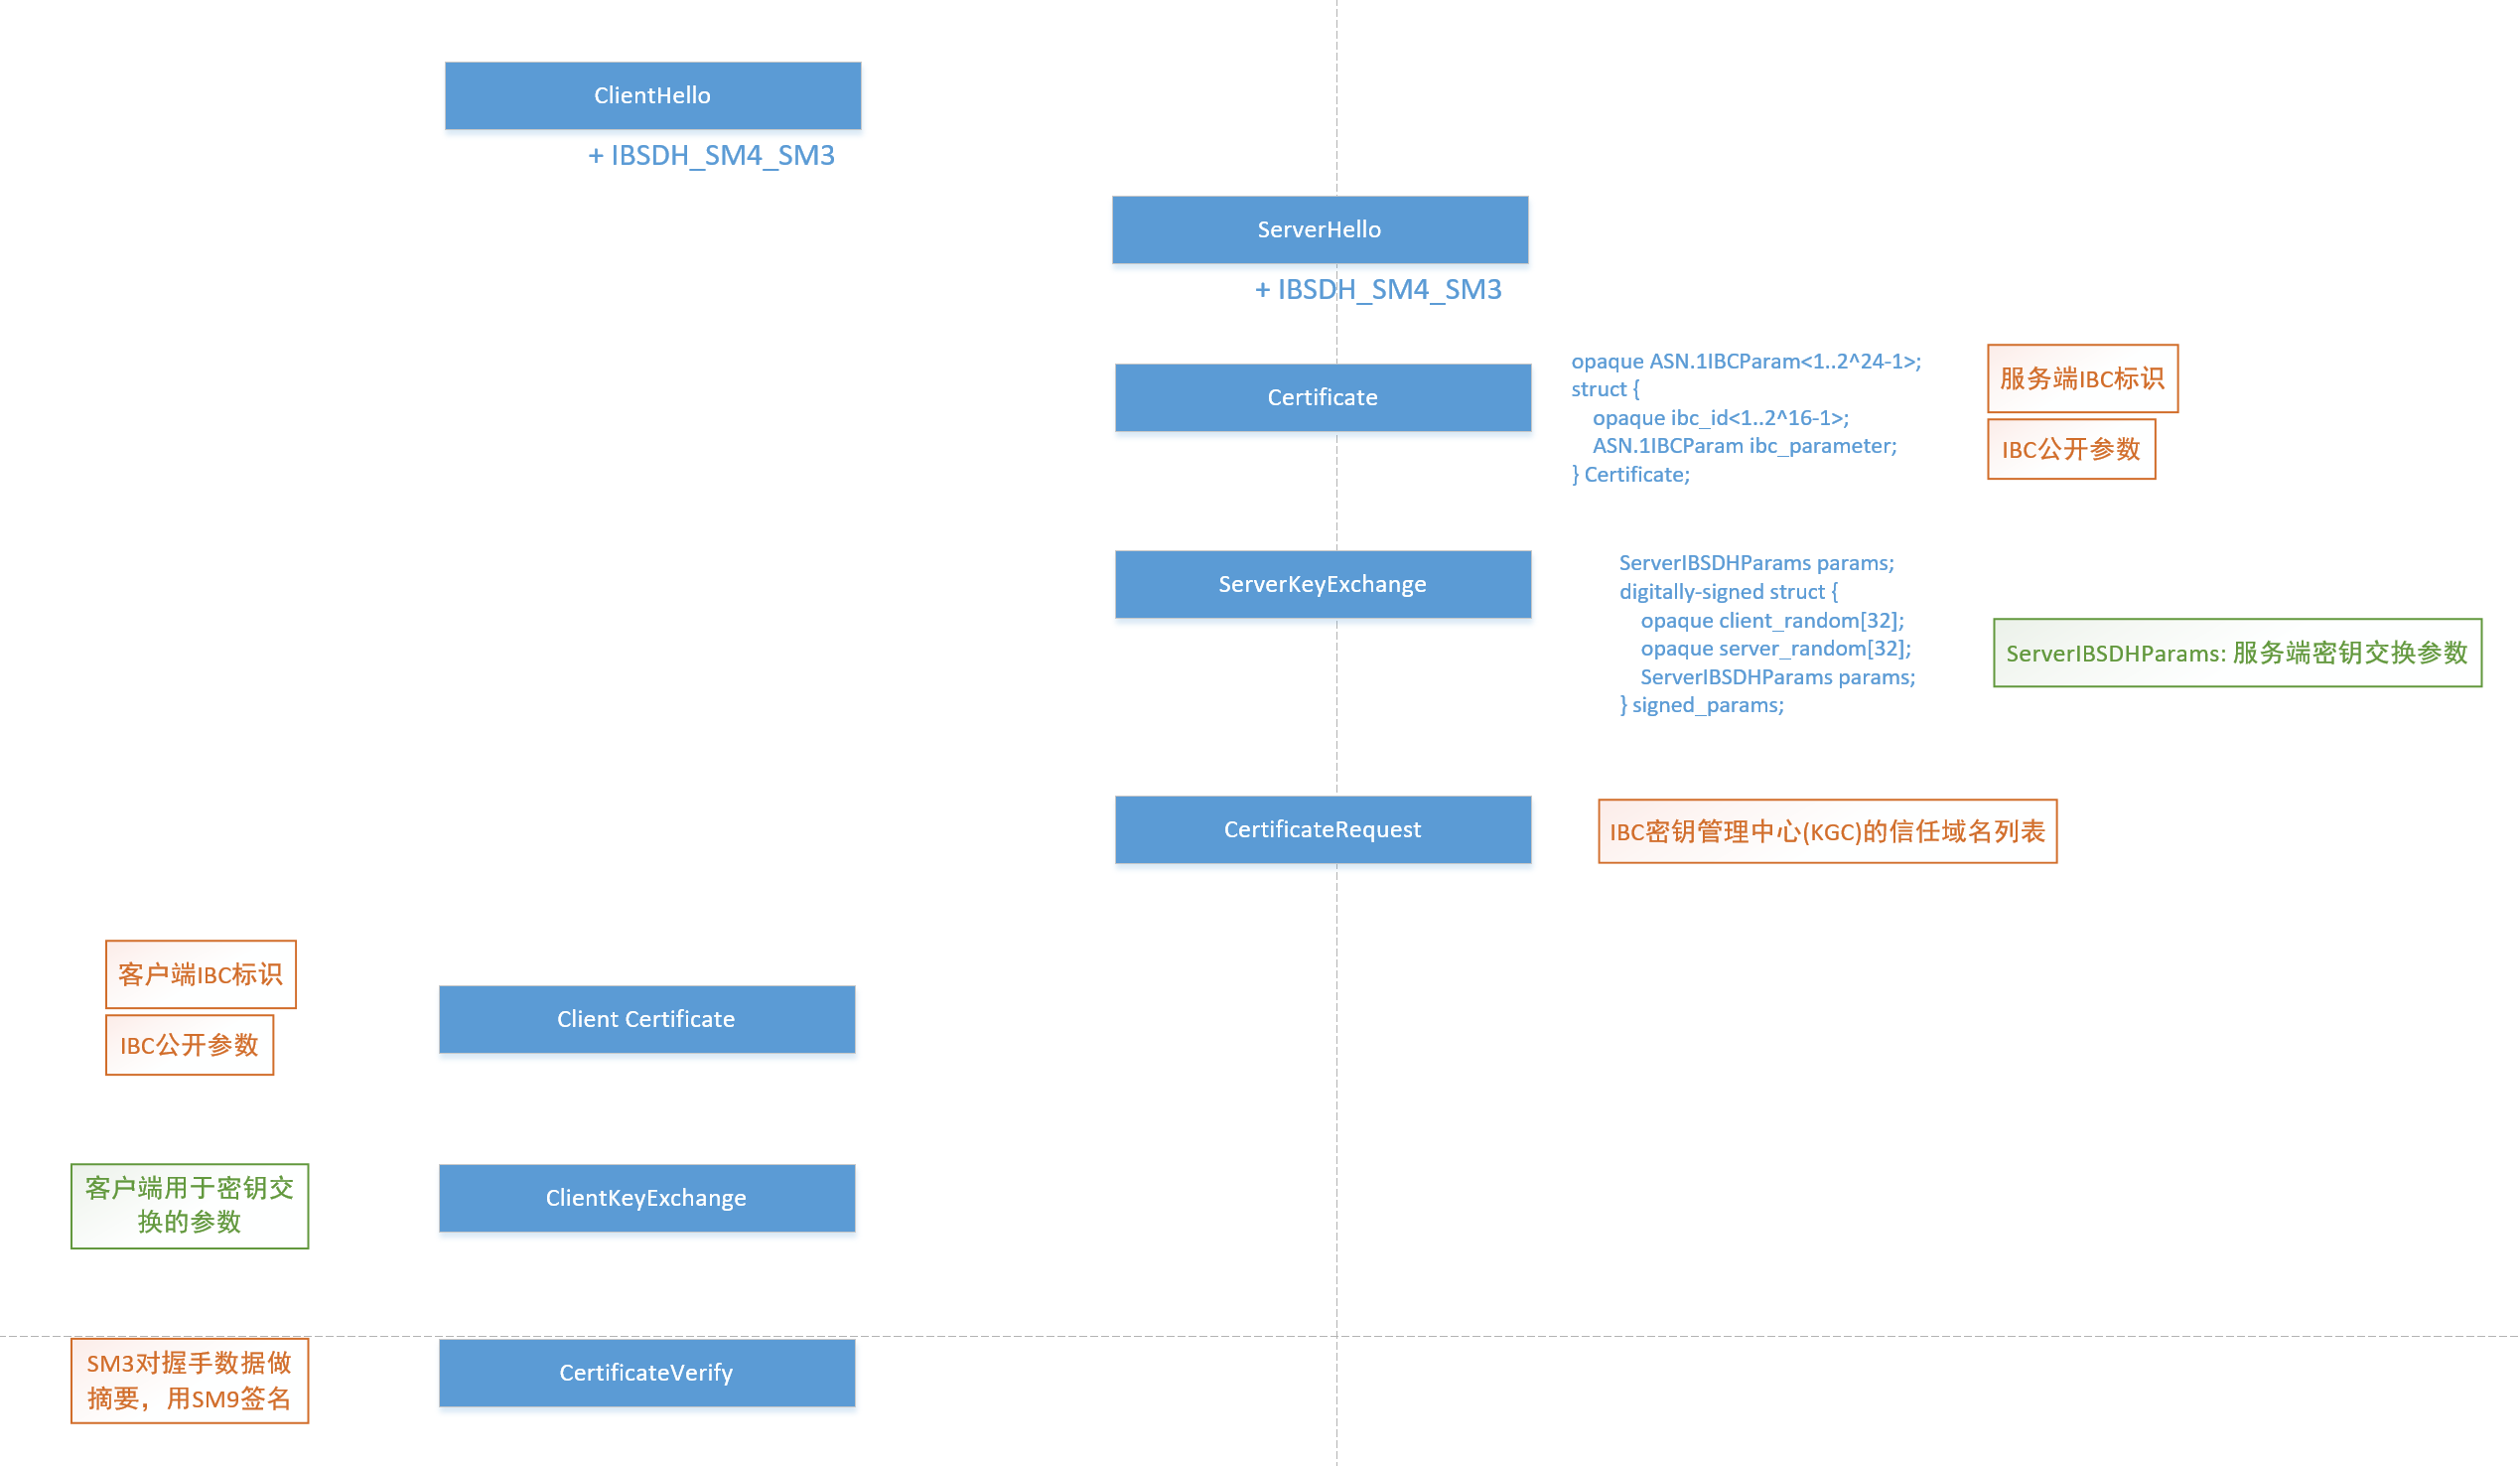 ClientHello
+ IBSDH_SM4_SM3
ServerHello
+ IBSDH_SM4_SM3
Certificate
opaque ASN.1IBCParam<1..2^24-1>;
struct {
opaque ibc_id<1..2^16-1>;
ASN.1IBCParam ibc_parameter;
} Certificate;
服务端IBC标识
IBC公开参数
ServerKeyExchange
ServerIBSDHParams params;
digitally-signed struct {
opaque client_random[32];
opaque server_random[32];
ServerIBSDHParams params;
} signed_params;
ServerIBSDHParams: 服务端密钥交换参数
CertificateRequest
IBC密钥管理中心(KGC)的信任域名列表
客户端IBC标识
IBC公开参数
Client Certificate
客户端用于密钥交
换的参数
ClientKeyExchange
SM3对握手数据做
摘要，用SM9签名
CertificateVerify